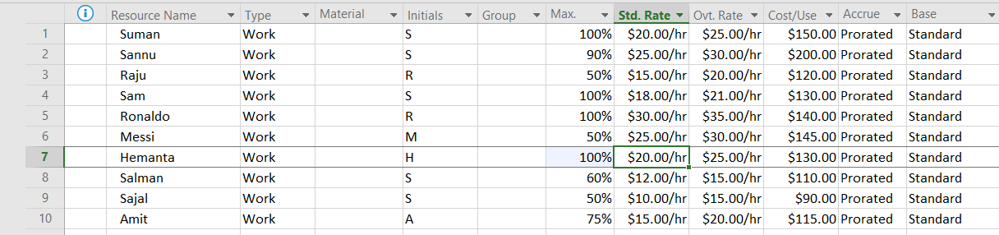 Resource Name Type Material Initials Group Max. Std. Rate Ovt. Rate Cost/Use Accrue Base
1 Suman Work S 100% $20.00/hr $25.00/hr $150.00 Prorated Standard
2 Sannu Work S 90% $25.00/hr $30.00/hr $200.00 Prorated Standard
3 Raju Work R 50% $15.00/hr $20.00/hr $120.00 Prorated Standard
4 Sam Work S 100% $18.00/hr $21.00/hr $130.00 Prorated Standard
5 Ronaldo Work R 100% $30.00/hr $35.00/hr $140.00 Prorated Standard
6 Messi Work M 50% $25.00/hr $30.00/hr $145.00 Prorated Standard
7 Hemanta Work H 100% $20.00/hr $25.00/hr $130.00 Prorated Standard
8 Salman Work S 60% $12.00/hr $15.00/hr $110.00 Prorated Standard
9 Sajal Work S 50% $10.00/hr $15.00/hr $90.00 Prorated Standard
10 Amit Work A 75% $15.00/hr $20.00/hr $115.00 Prorated Standard